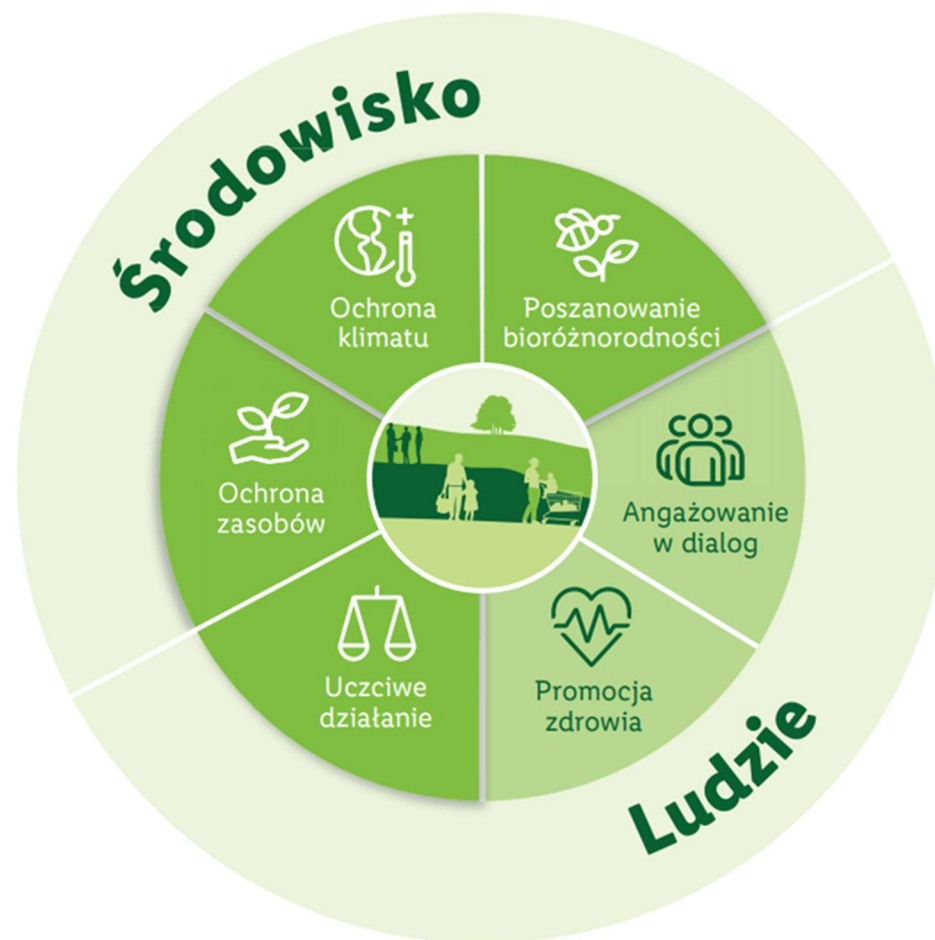 Środowisko
Ochrona
klimatu
Poszanowanie
bioróżnorodności
Ochrona
zasobów
Angażowanie
w dialog
Uczciwe
działanie
Promocja
zdrowia
Ludzie